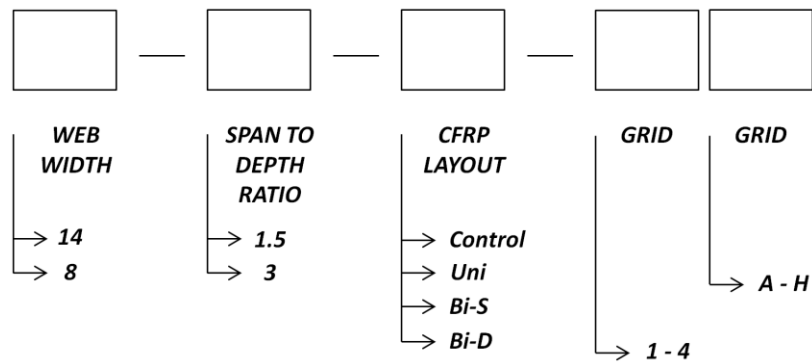 WEB
WIDTH
14
8
SPAN TO
DEPTH
RATIO
1.5
3
CFRP
LAYOUT
Control
Uni
Bi-S
Bi-D
GRID
1 - 4
GRID
A - H